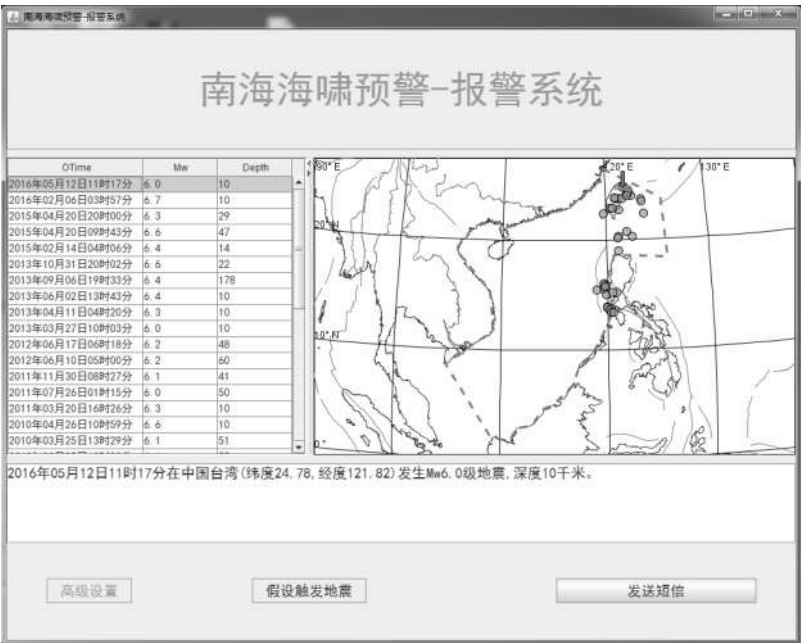 南海海啸预警-报警系统
南海海啸预警-报警系统
OTime Mw Depth
2016年05月12日11时17分 6.0 10
2016年02月06日03时57分 6.7 10
2015年04月20日20时00分 6.3 29
2015年04月20日09时43分 6.6 47
2015年02月14日04时06分 6.4 14
2013年10月31日20时02分 6.6 22
2013年09月06日19时33分 6.4 178
2013年06月02日13时43分 6.4 10
2013年04月11日04时20分 6.3 10
2013年03月27日10时03分 6.0 10
2012年06月17日06时18分 6.2 48
2012年06月10日05时00分 6.2 60
2011年11月30日08时27分 6.1 41
2011年07月26日01时15分 6.0 50
2011年03月20日16时26分 6.3 10
2010年04月26日10时59分 6.6 10
2010年03月25日13时29分 6.1 51
90°E 120°E 130°E
20°N
10°N
0°
2016年05月12日11时17分在中国台湾(纬度24.78,经度121.82)发生Mw6.0级地震,深度10千米。
高级设置 假设触发地震 发送短信